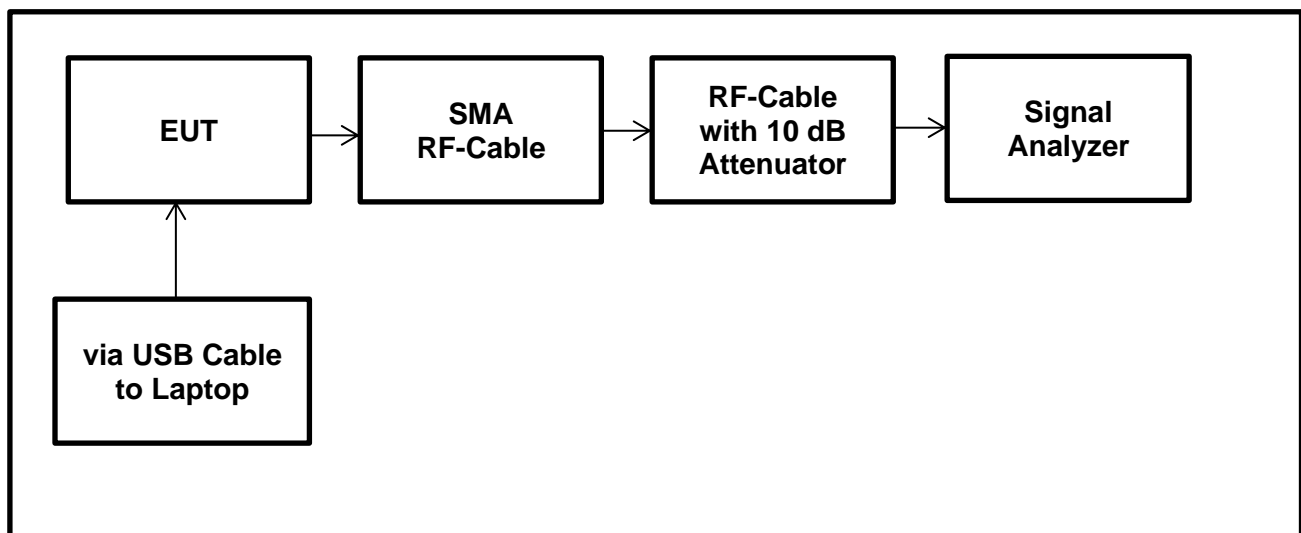 EUT
SMA
RF-Cable
RF-Cable
with 10 dB
Attenuator
Signal
Analyzer
via USB Cable
to Laptop